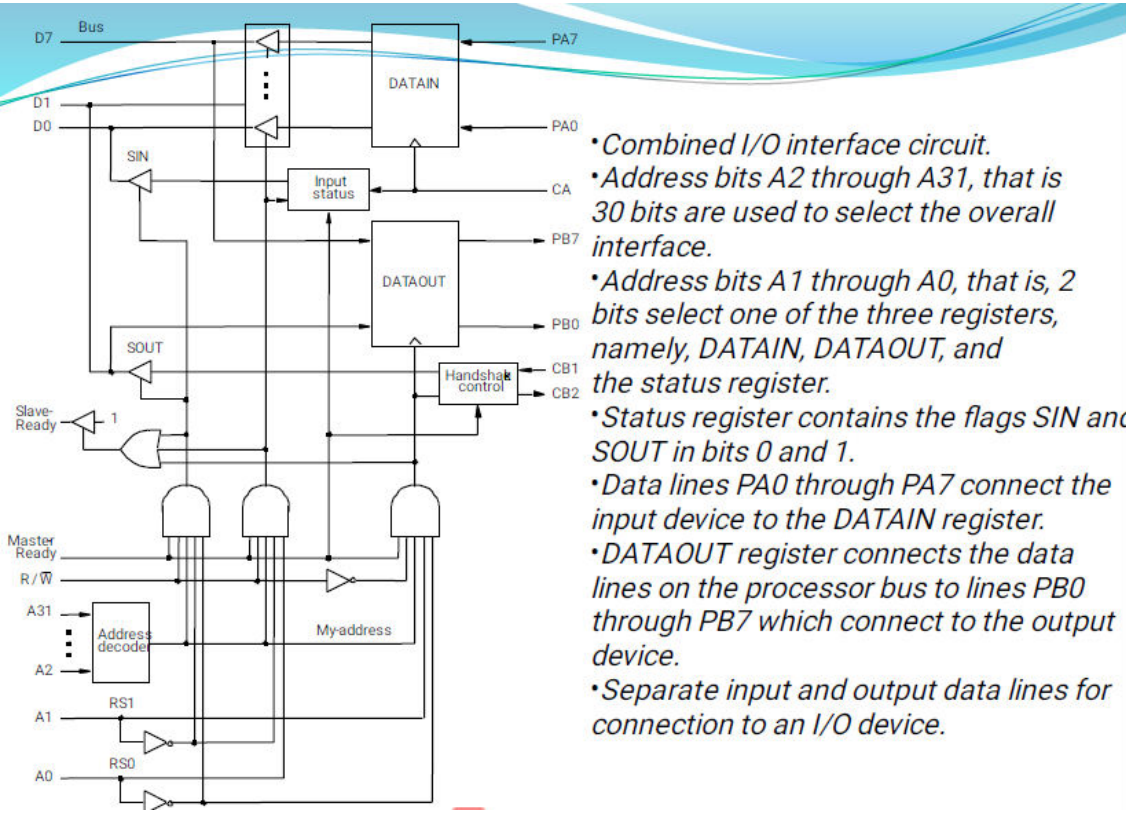 Bus
D7
PA7
DATAIN
D1
D0
PA0
SIN
Input
status
CA
PB7
DATAOUT
PB0
SOUT
CB1
Handshak
control
CB2
Slave-
Ready
1
Master
Ready
R / W̅
A31
Address
decoder
My-address
A2
RS1
A1
RS0
A0
•Combined I/O interface circuit.
•Address bits A2 through A31, that is
30 bits are used to select the overall
interface.
•Address bits A1 through A0, that is, 2
bits select one of the three registers,
namely, DATAIN, DATAOUT, and
the status register.
•Status register contains the flags SIN and
SOUT in bits 0 and 1.
•Data lines PA0 through PA7 connect the
input device to the DATAIN register.
•DATAOUT register connects the data
lines on the processor bus to lines PB0
through PB7 which connect to the output
device.
•Separate input and output data lines for
connection to an I/O device.